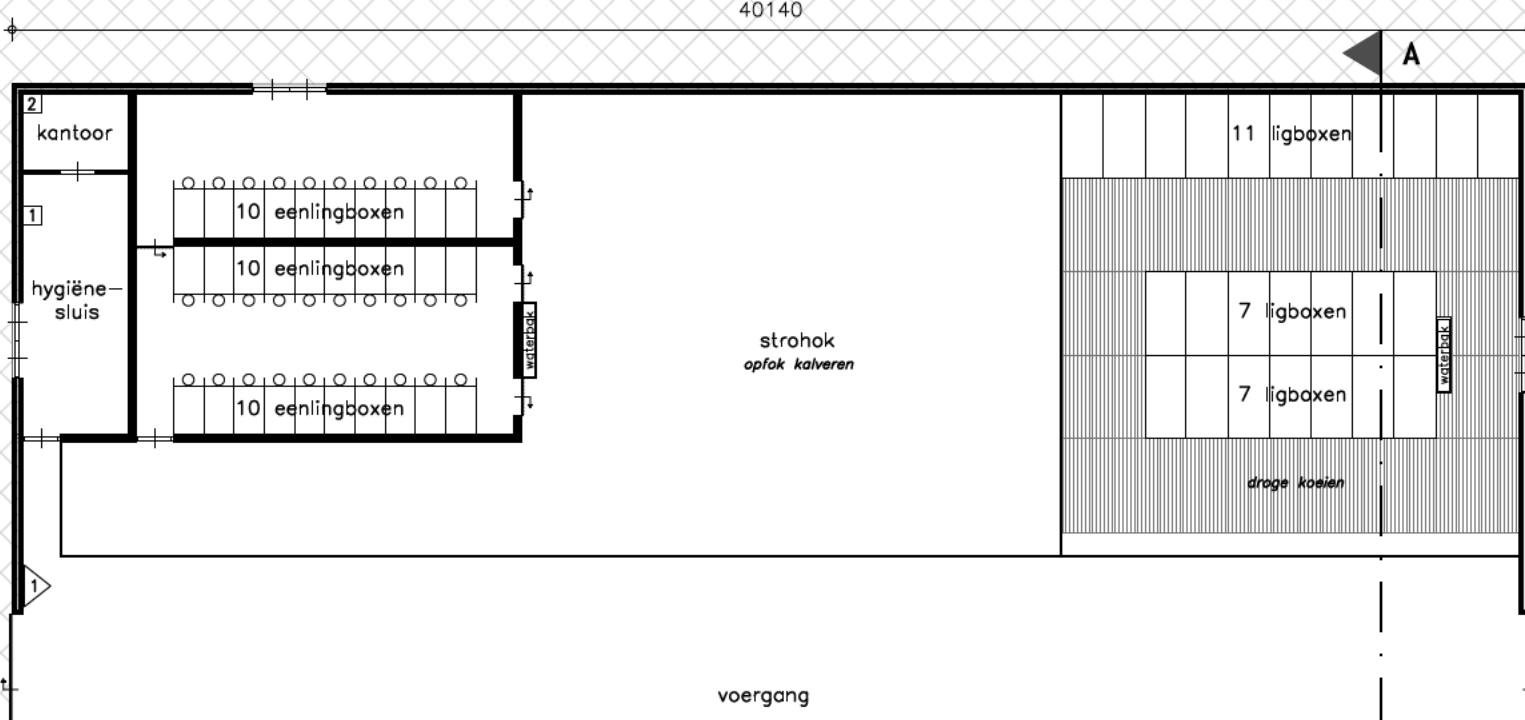 40140
A
2
kantoor
11 ligboxen
1
10 eenlingboxen
10 eenlingboxen
hygiëne-
sluis
waterbak
7 ligboxen
strohok
opfok kalveren
waterbak
7 ligboxen
10 eenlingboxen
droge koeien
1
voergang